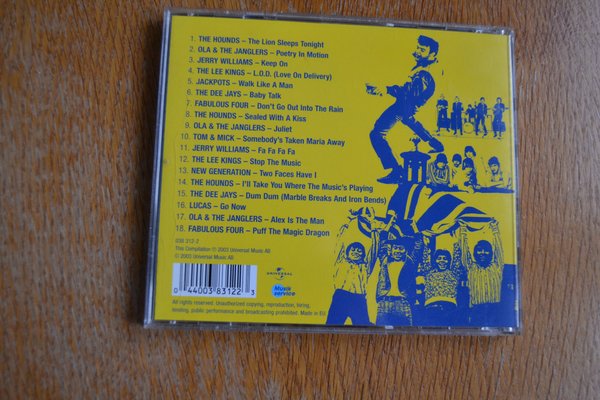 1. THE HOUNDS – The Lion Sleeps Tonight
2. OLA & THE JANGLERS – Poetry In Motion
3. JERRY WILLIAMS – Keep On
4. THE LEE KINGS – L.O.D. (Love On Delivery)
5. JACKPOTS – Walk Like A Man
6. THE DEE JAYS – Baby Talk
7. FABULOUS FOUR – Don't Go Out Into The Rain
8. THE HOUNDS – Sealed With A Kiss
9. OLA & THE JANGLERS – Juliet
10. TOM & MICK – Somebody's Taken Maria Away
11. JERRY WILLIAMS – Fa Fa Fa Fa
12. THE LEE KINGS – Stop The Music
13. NEW GENERATION – Two Faces Have I
14. THE HOUNDS – I'll Take You Where The Music's Playing
15. THE DEE JAYS – Dum Dum (Marble Breaks And Iron Bends)
16. LUCAS – Go Now
17. OLA & THE JANGLERS – Alex Is The Man
18. FABULOUS FOUR – Puff The Magic Dragon
038 312-2
This Compilation ℗ 2003 Universal Music AB
© 2003 Universal Music AB
UNIVERSAL
Musik
service
0 44003 83122 3
All rights reserved. Unauthorized copying, reproduction, hiring,
lending, public performance and broadcasting prohibited. Made in EU.